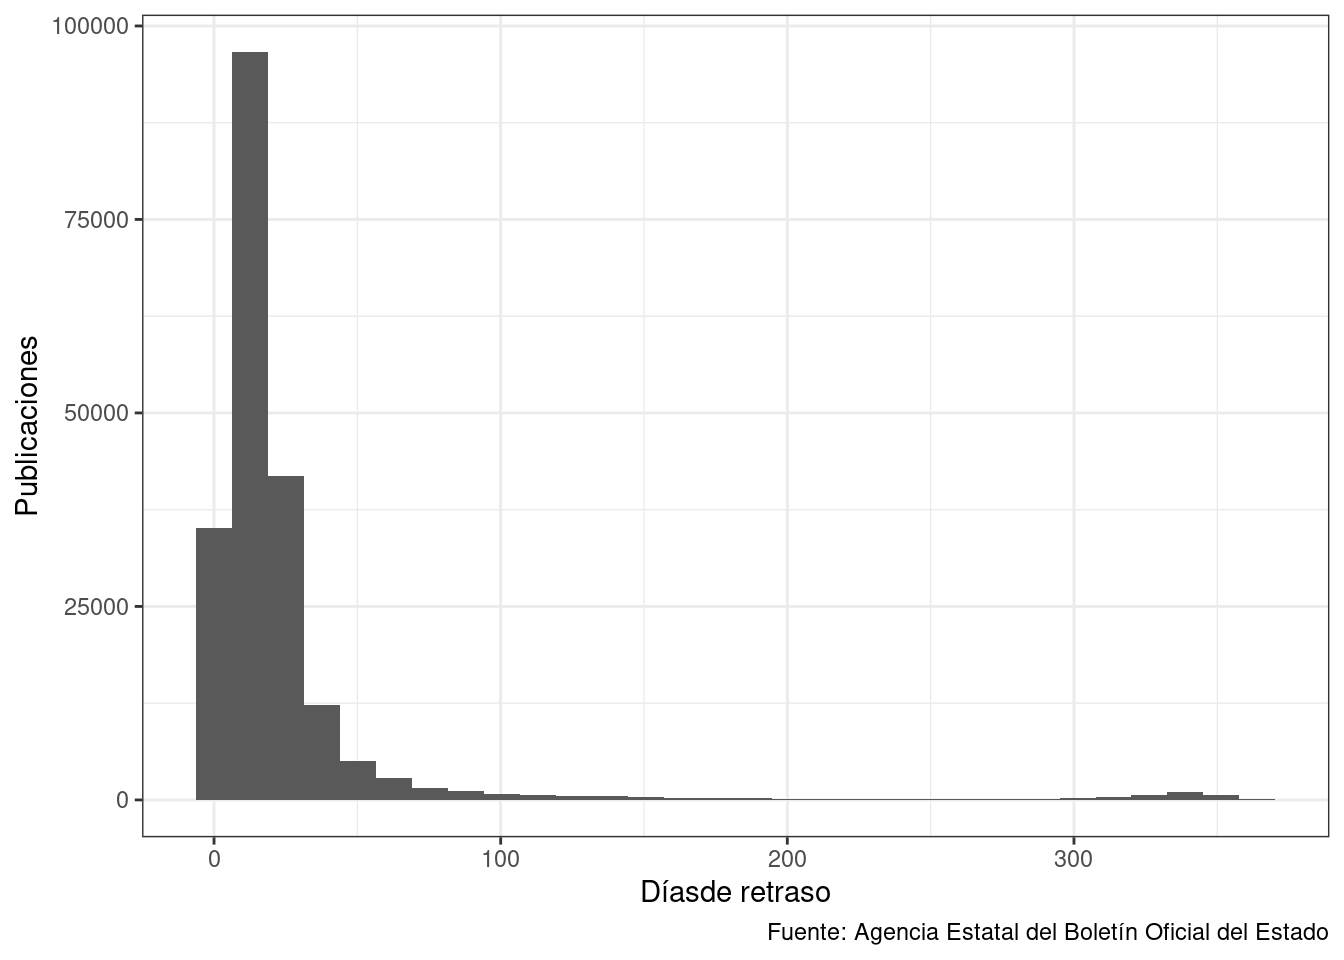 100000
75000
50000
25000
0
Publicaciones
0 100 200 300
Díasde retraso
Fuente: Agencia Estatal del Boletín Oficial del Estado